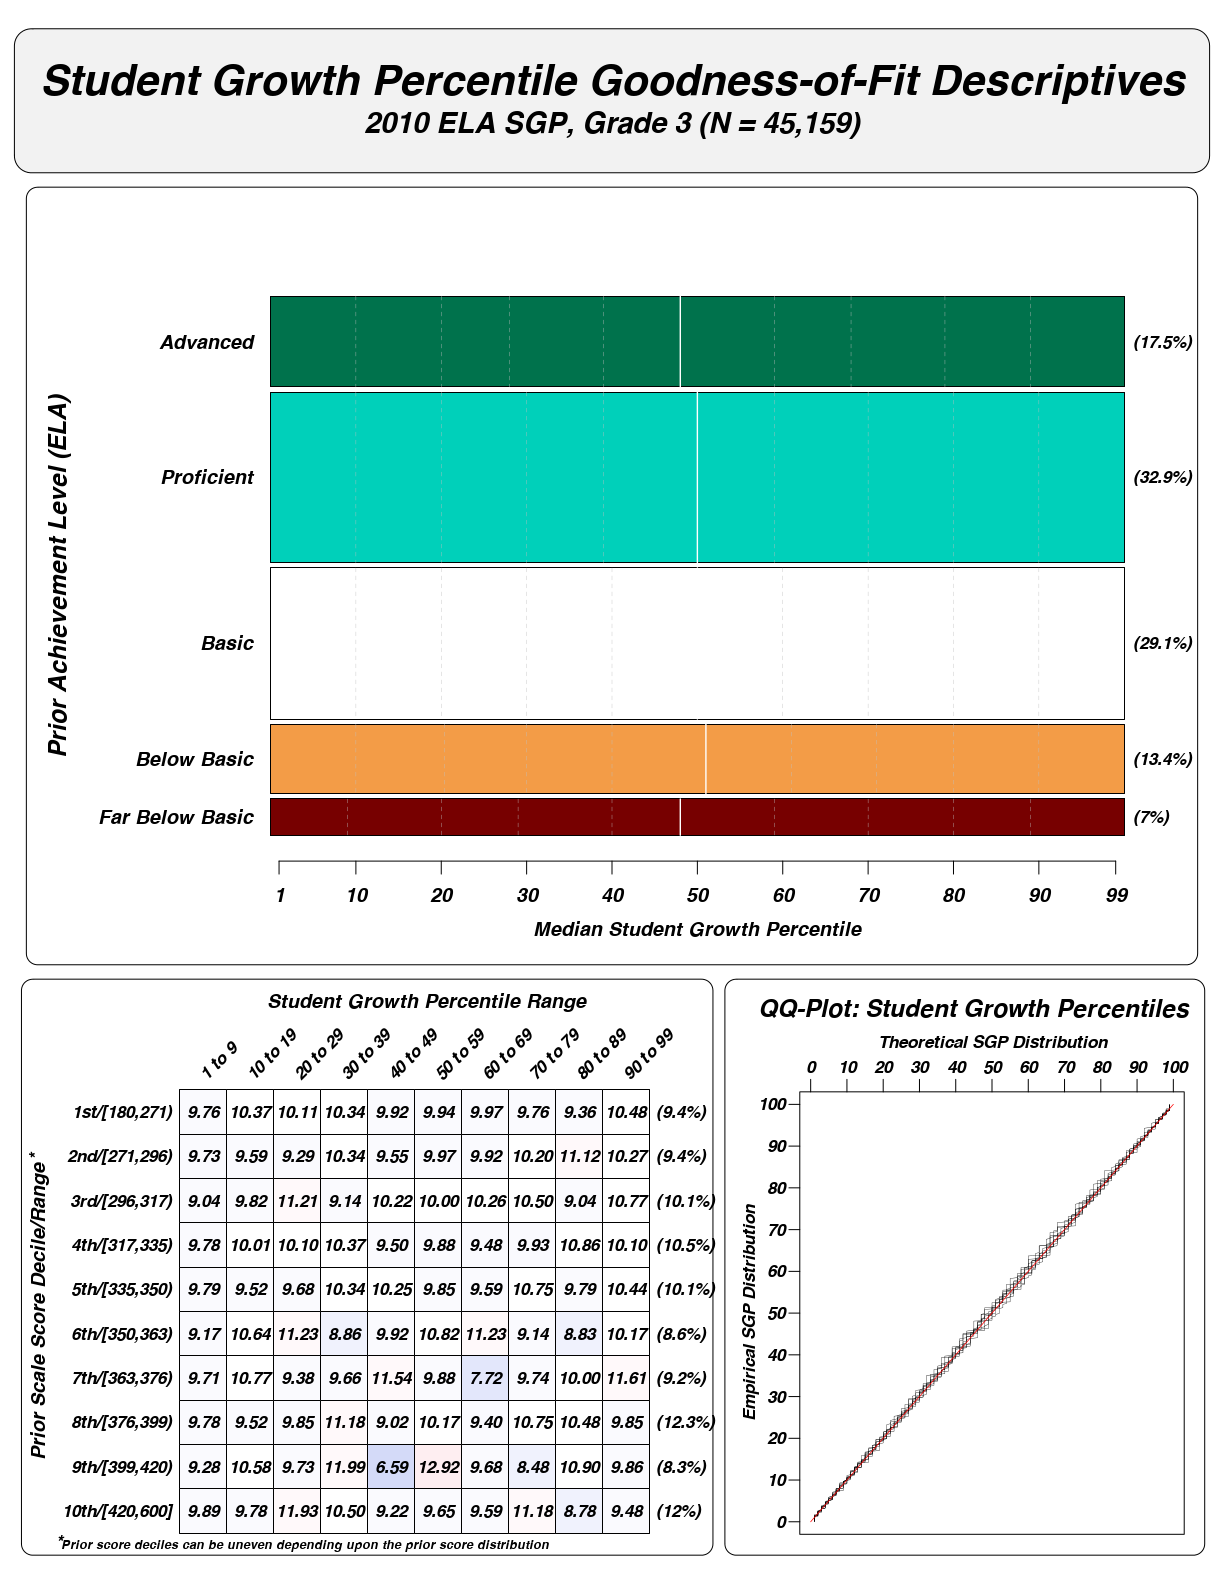 Student Growth Percentile Goodness-of-Fit Descriptives
2010 ELA SGP, Grade 3 (N = 45,159)
Prior Achievement Level (ELA)
Advanced (17.5%)
Proficient (32.9%)
Basic (29.1%)
Below Basic (13.4%)
Far Below Basic (7%)
1 10 20 30 40 50 60 70 80 90 99
Median Student Growth Percentile
Student Growth Percentile Range
1 to 9 10 to 19 20 to 29 30 to 39 40 to 49 50 to 59 60 to 69 70 to 79 80 to 89 90 to 99
Prior Scale Score Decile/Range*
1st/[180,271) 9.76 10.37 10.11 10.34 9.92 9.94 9.97 9.76 9.36 10.48 (9.4%)
2nd/[271,296) 9.73 9.59 9.29 10.34 9.55 9.97 9.92 10.20 11.12 10.27 (9.4%)
3rd/[296,317) 9.04 9.82 11.21 9.14 10.22 10.00 10.26 10.50 9.04 10.77 (10.1%)
4th/[317,335) 9.78 10.01 10.10 10.37 9.50 9.88 9.48 9.93 10.86 10.10 (10.5%)
5th/[335,350) 9.79 9.52 9.68 10.34 10.25 9.85 9.59 10.75 9.79 10.44 (10.1%)
6th/[350,363) 9.17 10.64 11.23 8.86 9.92 10.82 11.23 9.14 8.83 10.17 (8.6%)
7th/[363,376) 9.71 10.77 9.38 9.66 11.54 9.88 7.72 9.74 10.00 11.61 (9.2%)
8th/[376,399) 9.78 9.52 9.85 11.18 9.02 10.17 9.40 10.75 10.48 9.85 (12.3%)
9th/[399,420) 9.28 10.58 9.73 11.99 6.59 12.92 9.68 8.48 10.90 9.86 (8.3%)
10th/[420,600] 9.89 9.78 11.93 10.50 9.22 9.65 9.59 11.18 8.78 9.48 (12%)
*Prior score deciles can be uneven depending upon the prior score distribution
QQ-Plot: Student Growth Percentiles
Theoretical SGP Distribution
0 10 20 30 40 50 60 70 80 90 100
Empirical SGP Distribution
100
90
80
70
60
50
40
30
20
10
0